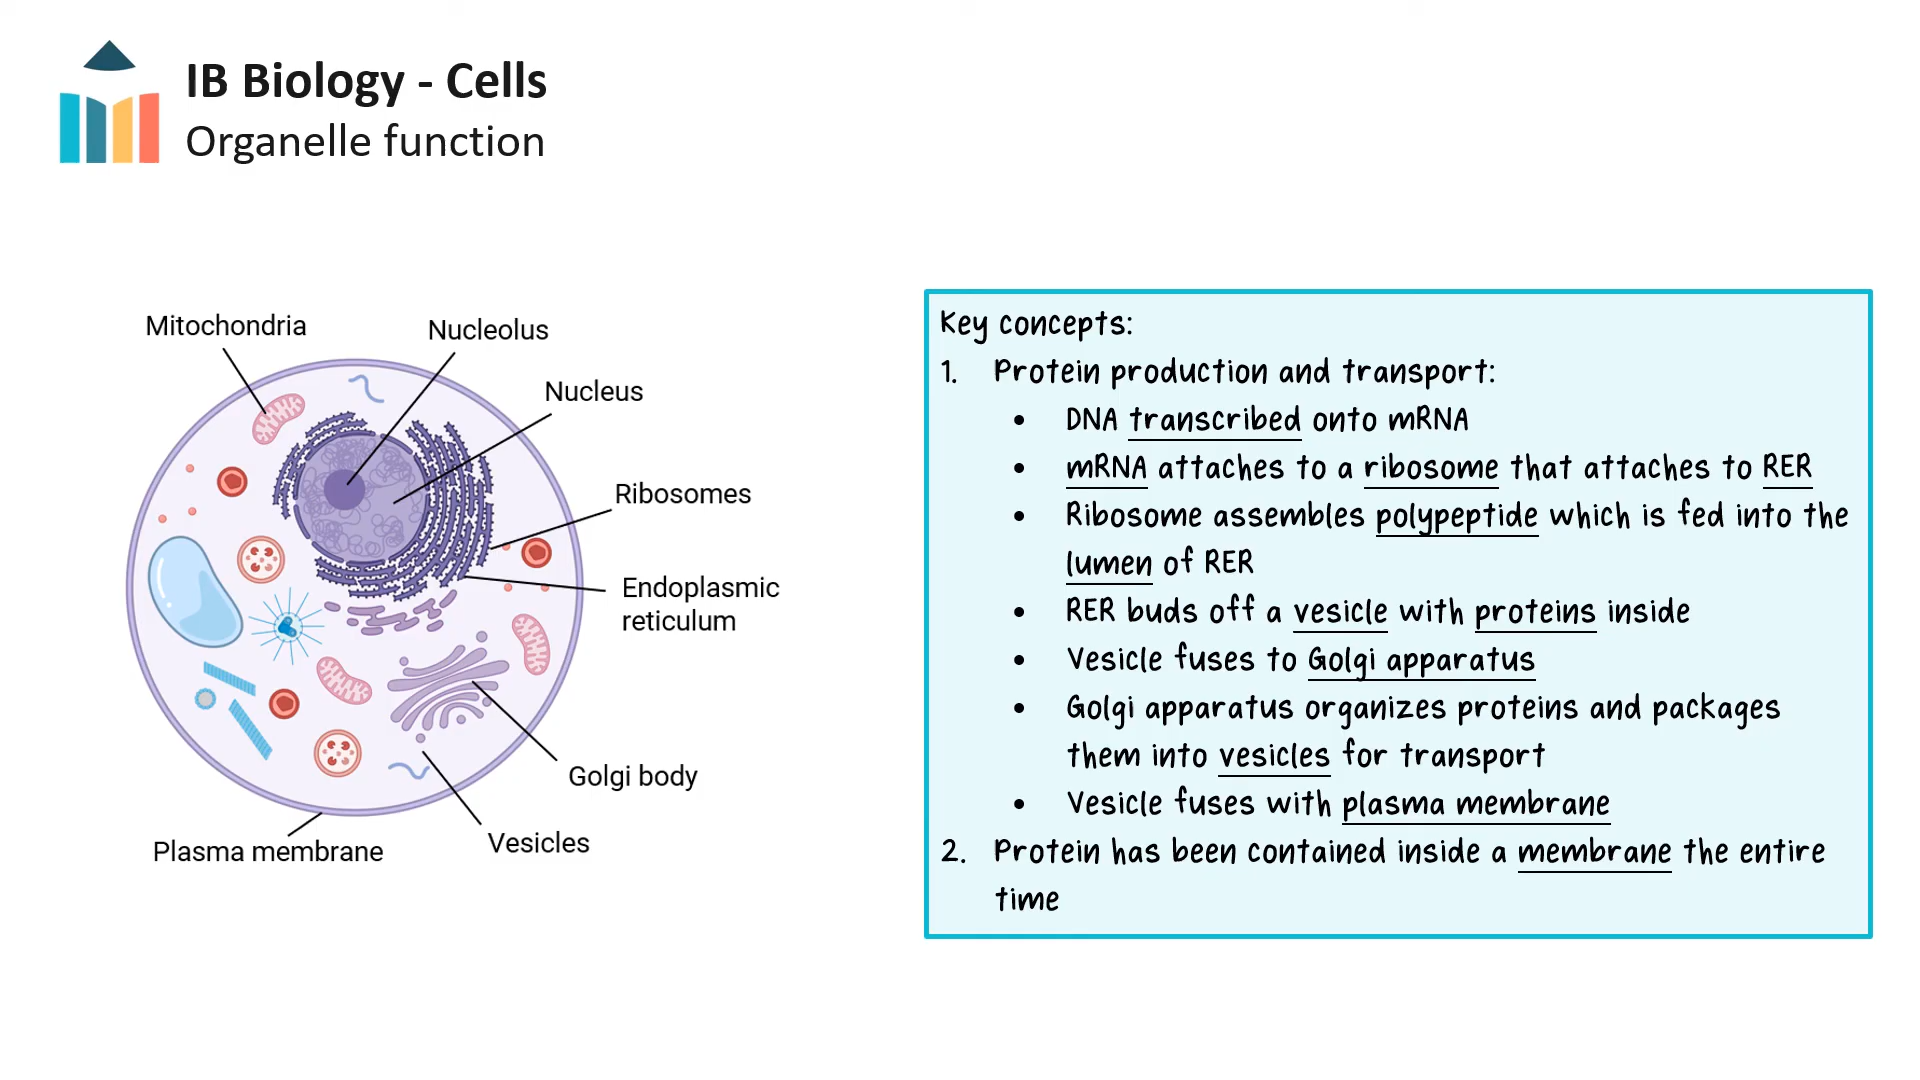 IB Biology - Cells
Organelle function
Mitochondria
Nucleolus
Nucleus
Ribosomes
Endoplasmic
reticulum
Golgi body
Vesicles
Plasma membrane
Key concepts:
1. Protein production and transport:
• DNA transcribed onto mRNA
• mRNA attaches to a ribosome that attaches to RER
• Ribosome assembles polypeptide which is fed into the
lumen of RER
• RER buds off a vesicle with proteins inside
• Vesicle fuses to Golgi apparatus
• Golgi apparatus organizes proteins and packages
them into vesicles for transport
• Vesicle fuses with plasma membrane
2. Protein has been contained inside a membrane the entire
time